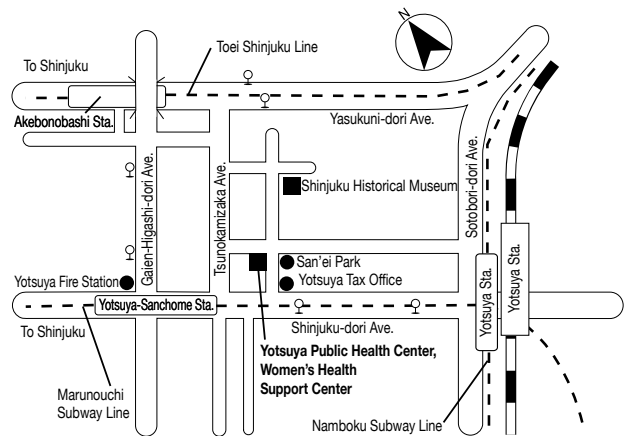 N
Toei Shinjuku Line
To Shinjuku
Akebonobashi Sta.
Yasukuni-dori Ave.
Gaien-Higashi-dori Ave.
Tsunokamizaka Ave.
Sotobori-dori Ave.
Shinjuku Historical Museum
San'ei Park
Yotsuya Fire Station
Yotsuya Tax Office
Yotsuya-Sanchome Sta.
Yotsuya Sta.
Yotsuya Sta.
To Shinjuku
Shinjuku-dori Ave.
Yotsuya Public Health Center,
Women's Health
Support Center
Marunouchi
Subway Line
Namboku Subway Line